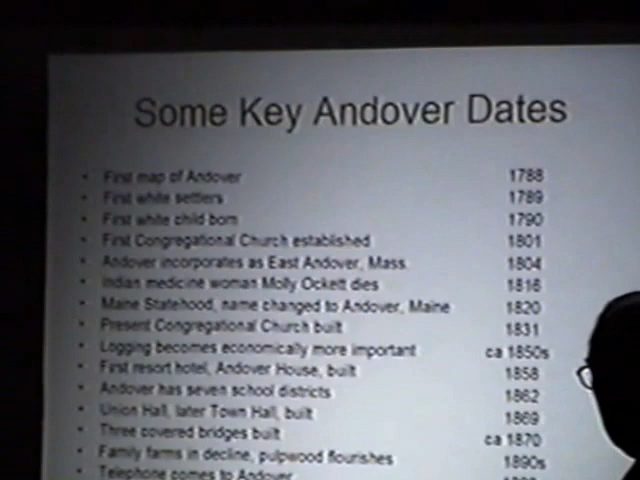 Some Key Andover Dates
• First map of Andover 1788
• First white settlers 1789
• First white child born 1790
• First Congregational Church established 1801
• Andover incorporates as East Andover, Mass. 1804
• Indian medicine woman Molly Ockett dies 1816
• Maine Statehood, name changed to Andover, Maine 1820
• Present Congregational Church built 1831
• Logging becomes economically more important ca 1850s
• First resort hotel, Andover House, built 1858
• Andover has seven school districts 1862
• Union Hall, later Town Hall, built 1869
• Three covered bridges built ca 1870
• Family farms in decline, pulpwood flourishes 1890s
• Telephone comes to Andover